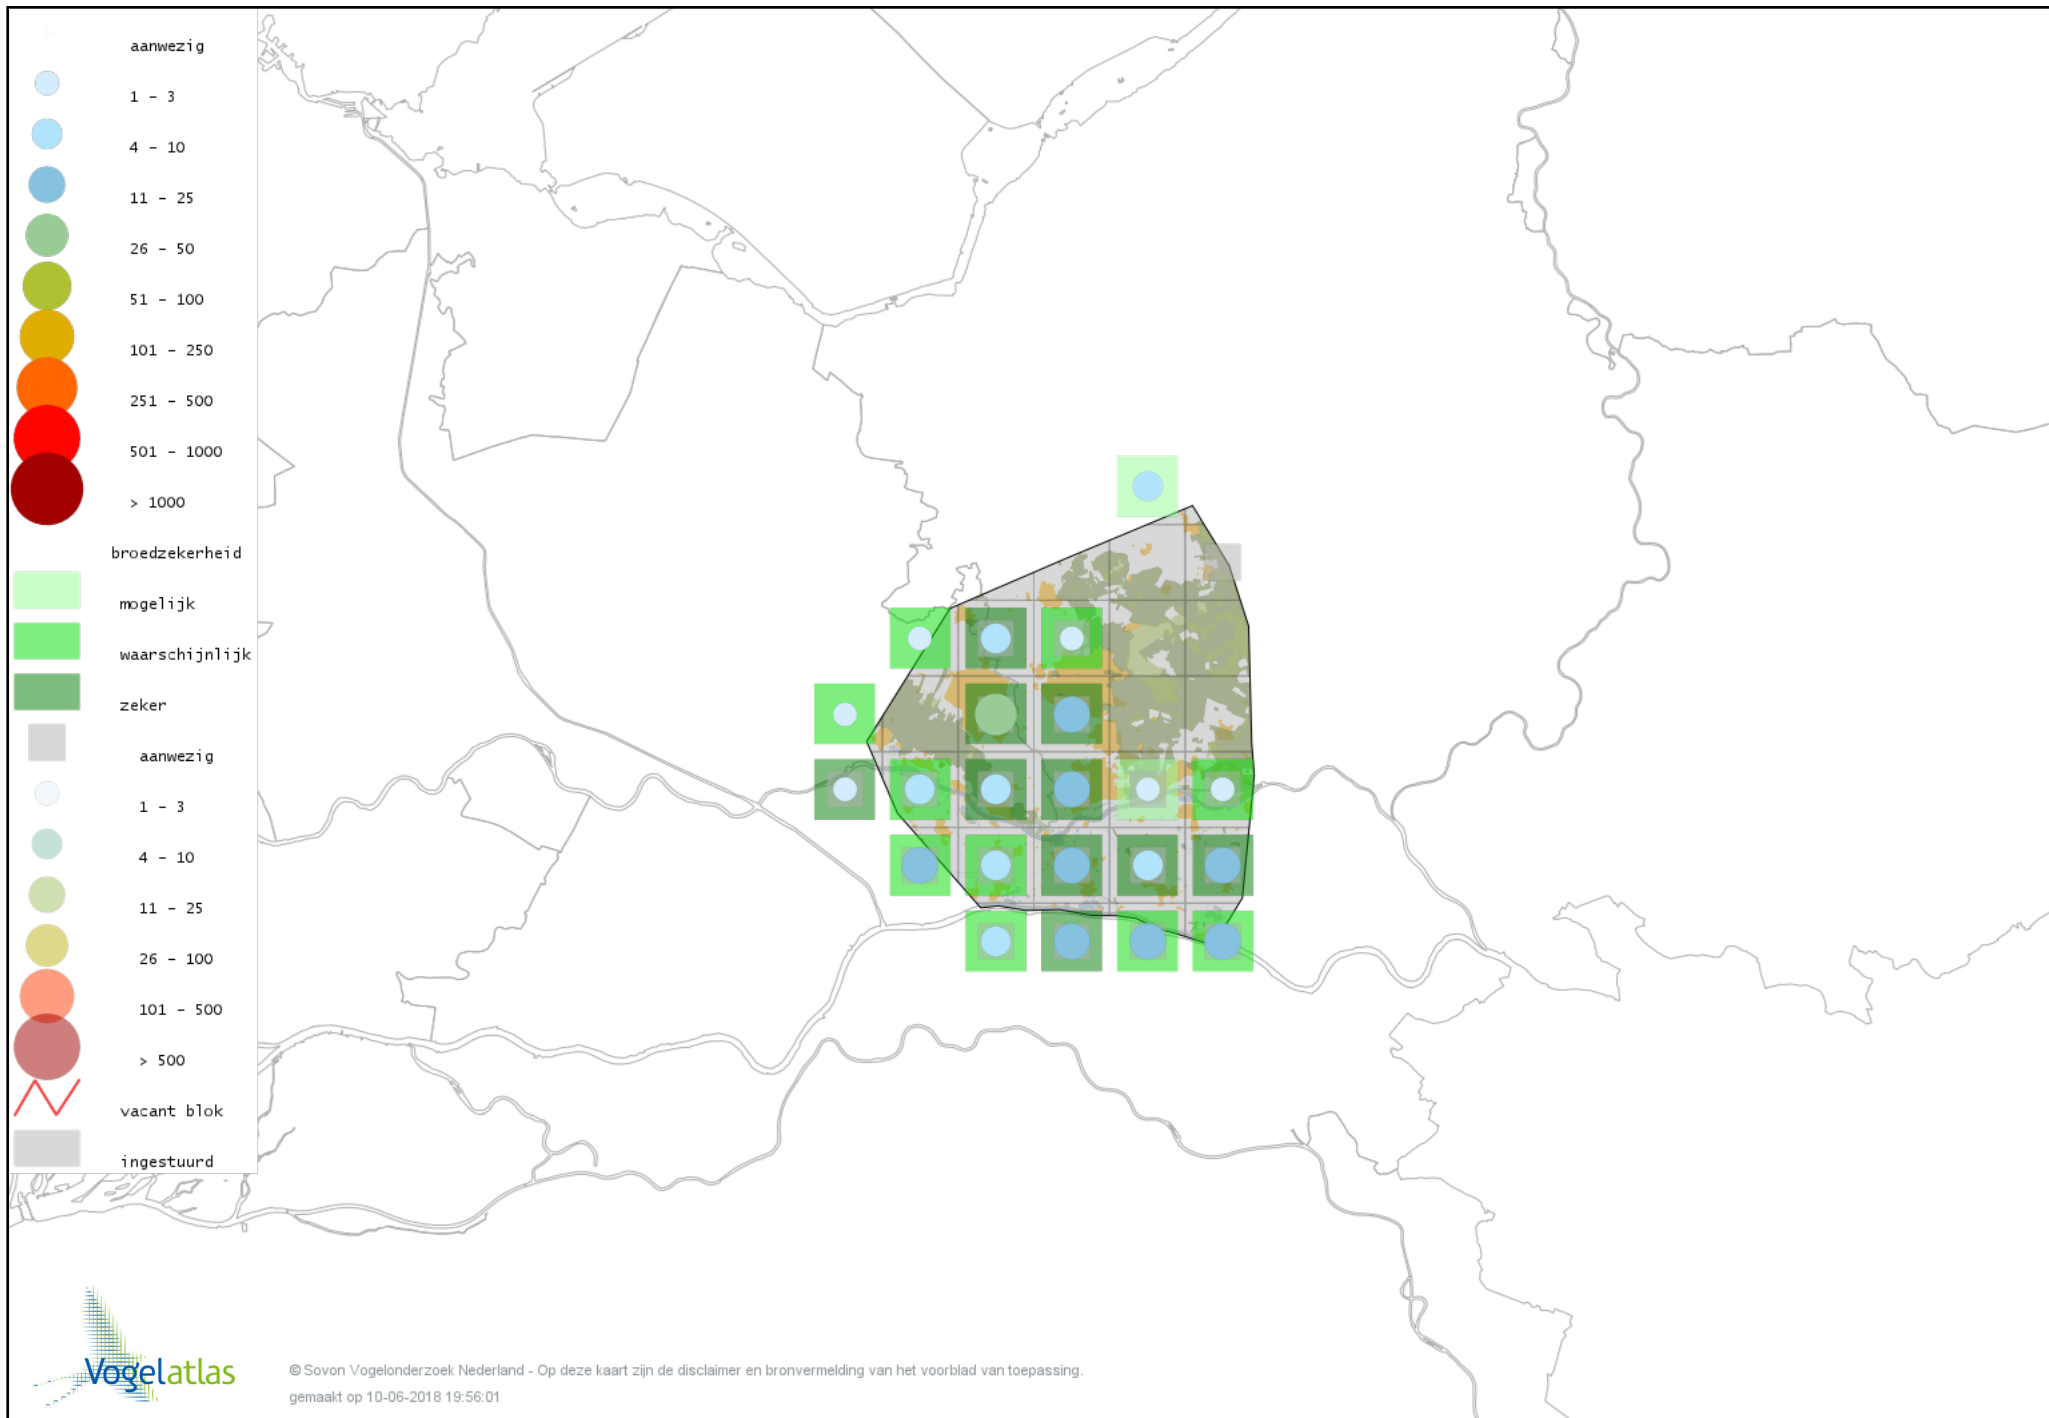 aanwezig
1 - 3
4 - 10
11 - 25
26 - 50
51 - 100
101 - 250
251 - 500
501 - 1000
> 1000
broedzekerheid
mogelijk
waarschijnlijk
zeker
aanwezig
1 - 3
4 - 10
11 - 25
26 - 100
101 - 500
> 500
vacant blok
ingestuurd
Vogelatlas
© Sovon Vogelonderzoek Nederland - Op deze kaart zijn de disclaimer en bronvermelding van het voorblad van toepassing.
gemaakt op 10-06-2018 19:56:01